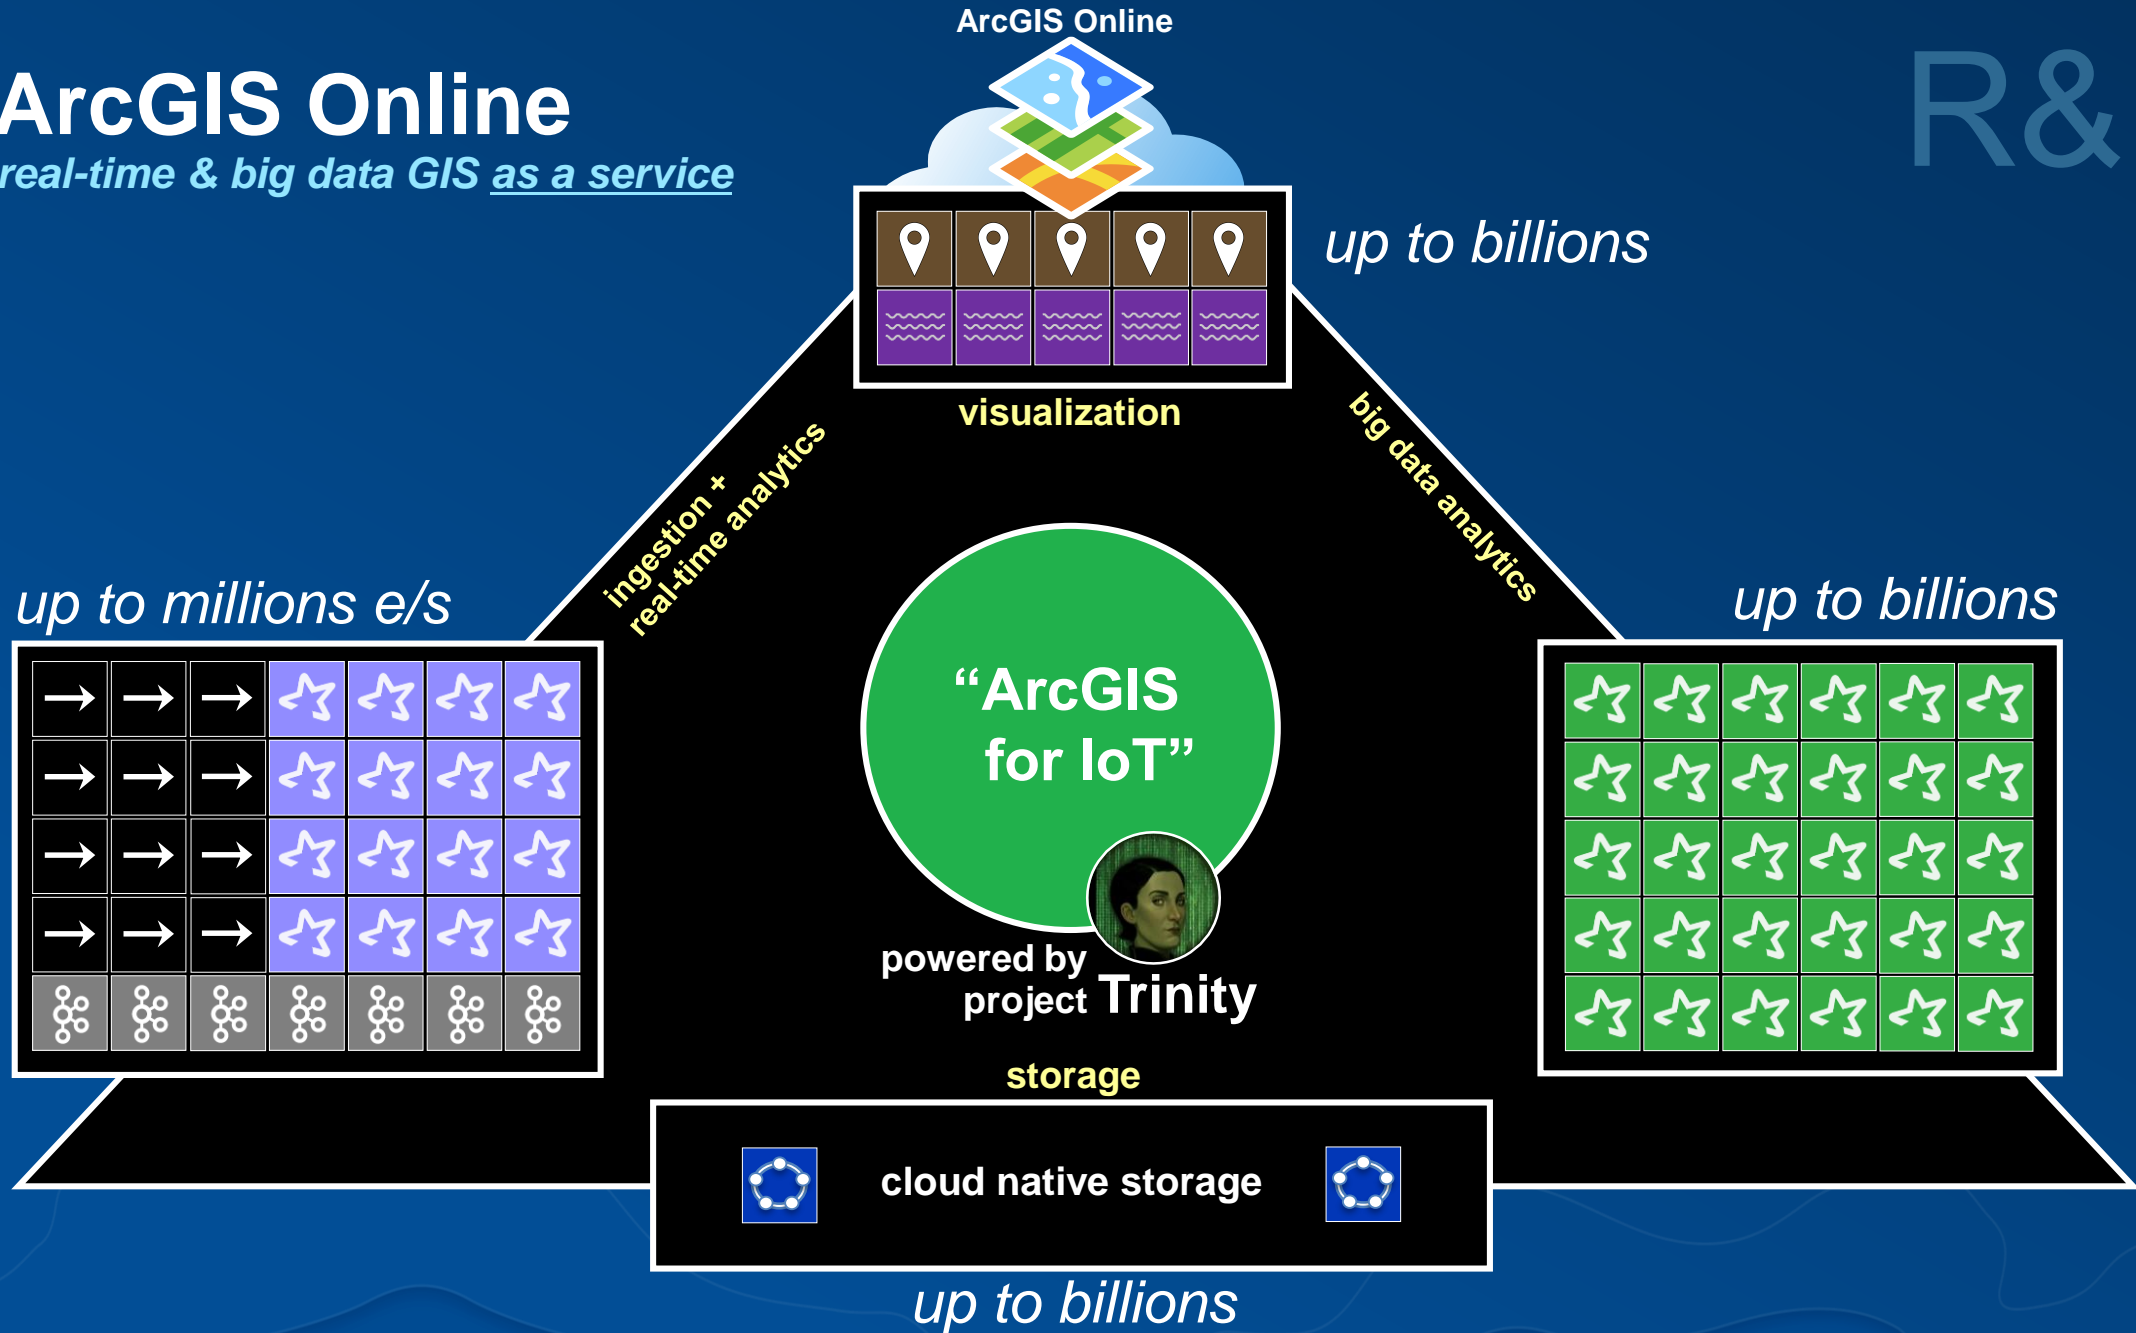 ArcGIS Online
ArcGIS Online
real-time & big data GIS as a service
R&
up to billions
visualization
ingestion +
real-time analytics
big data analytics
up to millions e/s
up to billions
“ArcGIS
for IoT”
powered by
project Trinity
storage
cloud native storage
up to billions